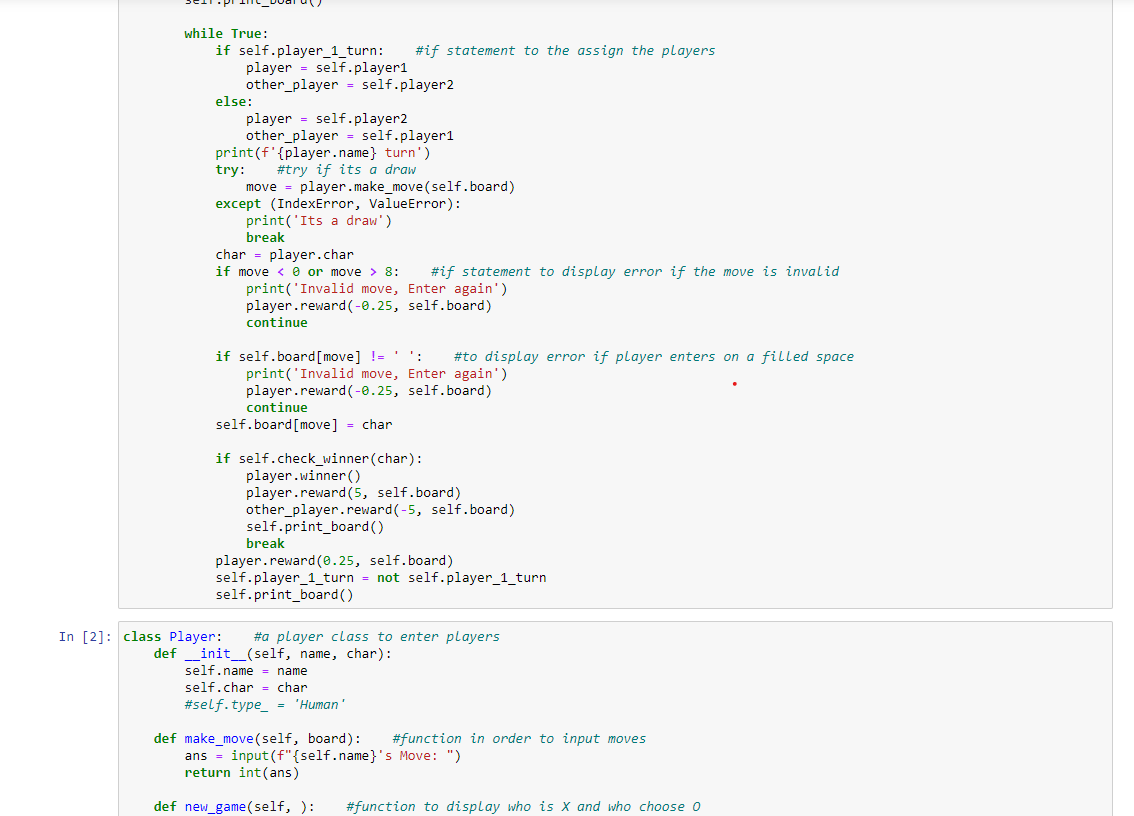 self.print_board()
while True:
if self.player_1_turn:    #if statement to the assign the players
player = self.player1
other_player = self.player2
else:
player = self.player2
other_player = self.player1
print(f'{player.name} turn')
try:    #try if its a draw
move = player.make_move(self.board)
except (IndexError, ValueError):
print('Its a draw')
break
char = player.char
if move < 0 or move > 8:    #if statement to display error if the move is invalid
print('Invalid move, Enter again')
player.reward(-0.25, self.board)
continue
if self.board[move] != ' ':    #to display error if player enters on a filled space
print('Invalid move, Enter again')
player.reward(-0.25, self.board)
continue
self.board[move] = char
if self.check_winner(char):
player.winner()
player.reward(5, self.board)
other_player.reward(-5, self.board)
self.print_board()
break
player.reward(0.25, self.board)
self.player_1_turn = not self.player_1_turn
self.print_board()
In [2]: class Player:    #a player class to enter players
def __init__(self, name, char):
self.name = name
self.char = char
#self.type_ = 'Human'
def make_move(self, board):    #function in order to input moves
ans = input(f"{self.name}'s Move: ")
return int(ans)
def new_game(self, ):    #function to display who is X and who choose O